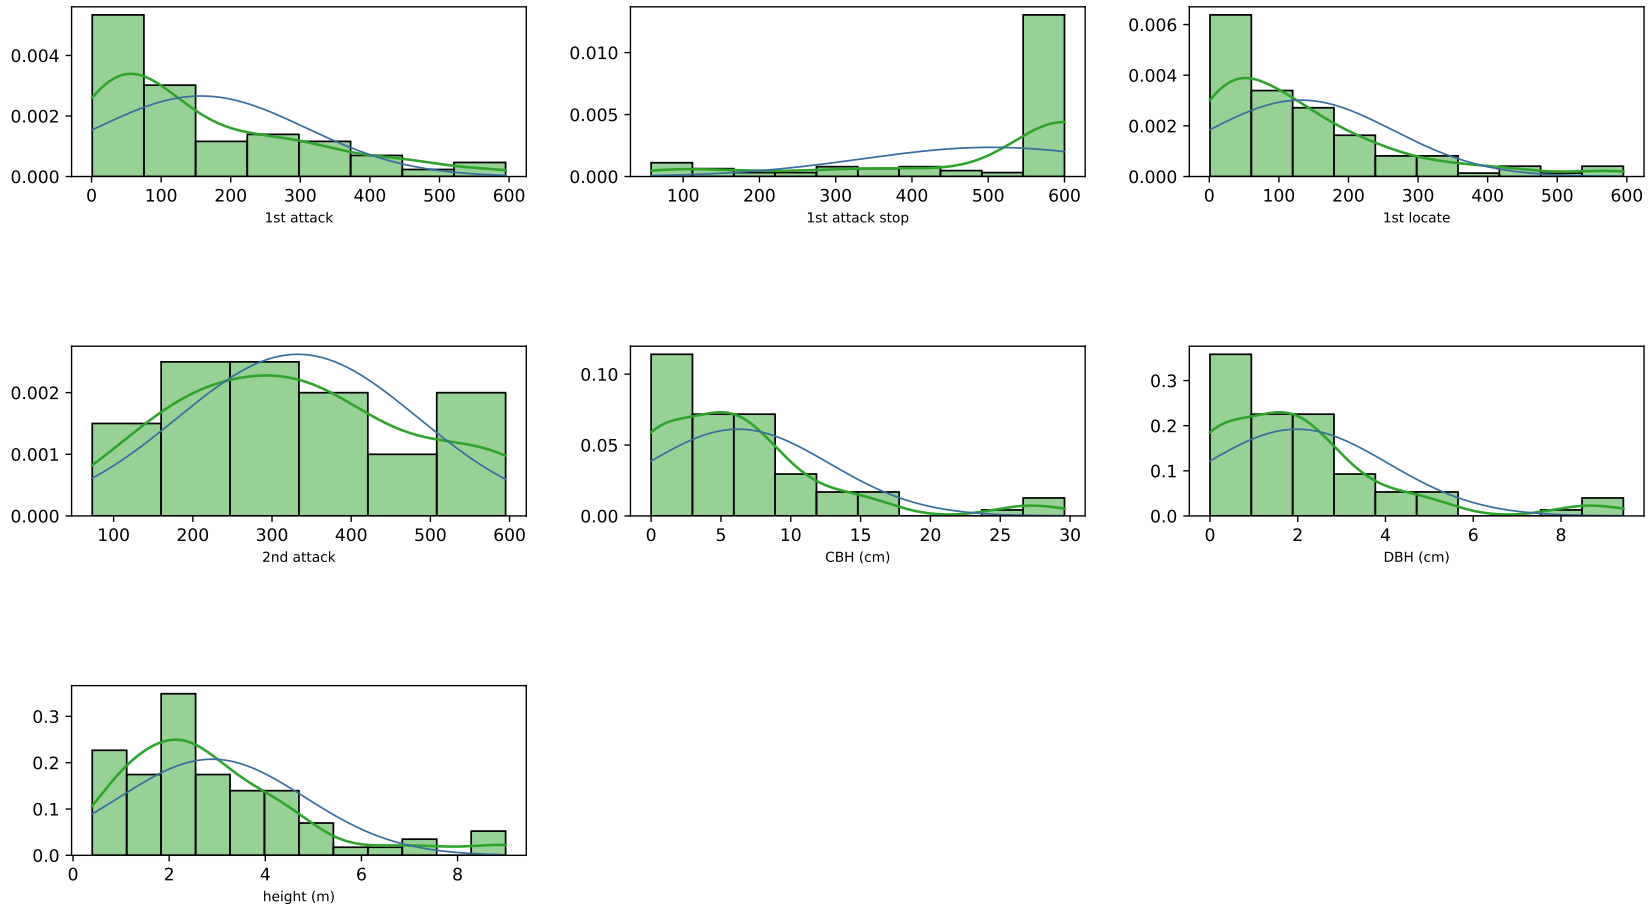 0.004
0.002
0.000
0 100 200 300 400 500 600
1st attack
0.010
0.005
0.000
100 200 300 400 500 600
1st attack stop
0.006
0.004
0.002
0.000
0 100 200 300 400 500 600
1st locate
0.002
0.001
0.000
100 200 300 400 500 600
2nd attack
0.10
0.05
0.00
0 5 10 15 20 25 30
CBH (cm)
0.3
0.2
0.1
0.0
0 2 4 6 8
DBH (cm)
0.3
0.2
0.1
0.0
0 2 4 6 8
height (m)